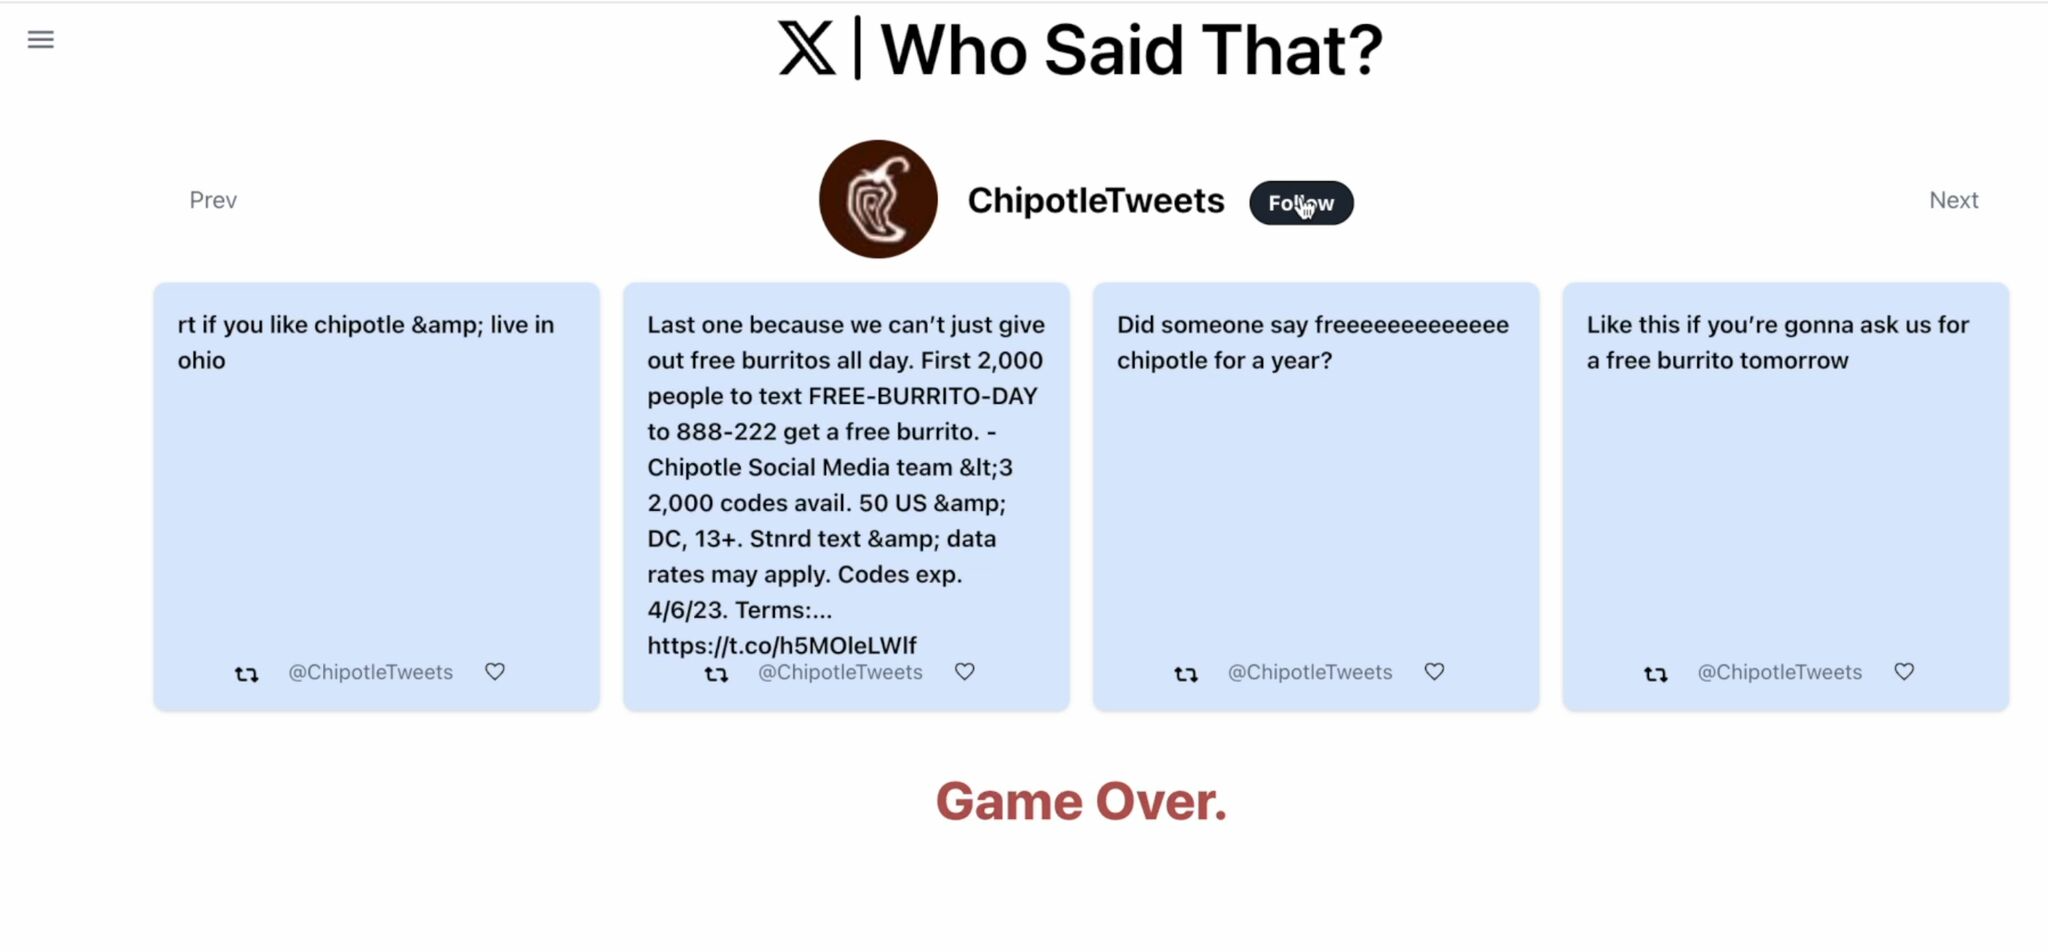 X | Who Said That?
Prev
ChipotleTweets
Follow
Next
rt if you like chipotle &amp; live in
ohio
@ChipotleTweets
Last one because we can’t just give
out free burritos all day. First 2,000
people to text FREE-BURRITO-DAY
to 888-222 get a free burrito. -
Chipotle Social Media team &lt;3
2,000 codes avail. 50 US &amp;
DC, 13+. Stnrd text &amp; data
rates may apply. Codes exp.
4/6/23. Terms:...
https://t.co/h5MOleLWlf
@ChipotleTweets
Did someone say freeeeeeeeeeeee
chipotle for a year?
@ChipotleTweets
Like this if you’re gonna ask us for
a free burrito tomorrow
@ChipotleTweets
Game Over.